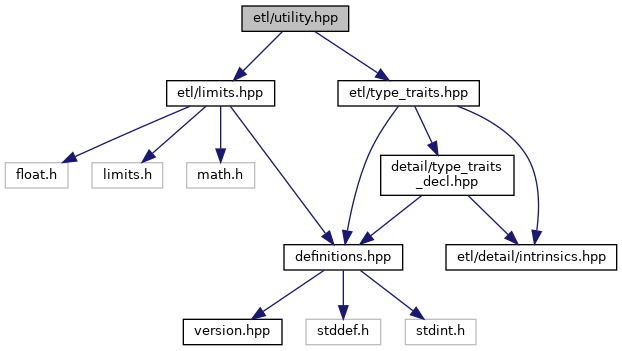 etl/utility.hpp
etl/limits.hpp
etl/type_traits.hpp
float.h
limits.h
math.h
detail/type_traits
_decl.hpp
definitions.hpp
etl/detail/intrinsics.hpp
version.hpp
stddef.h
stdint.h